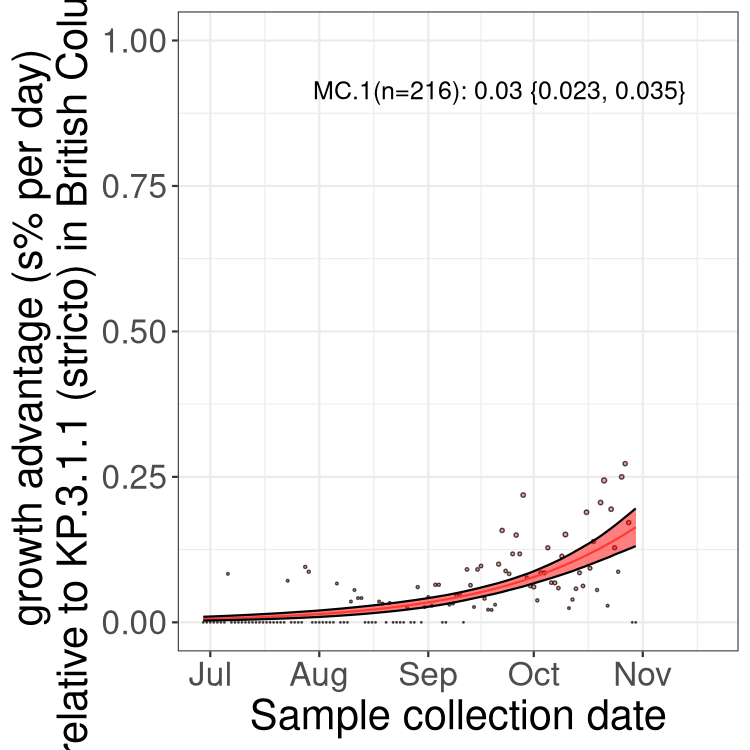 growth advantage (s% per day)
relative to KP.3.1.1 (stricto) in British Colu
1.00
0.75
0.50
0.25
0.00
MC.1(n=216): 0.03 {0.023, 0.035}
Jul Aug Sep Oct Nov
Sample collection date